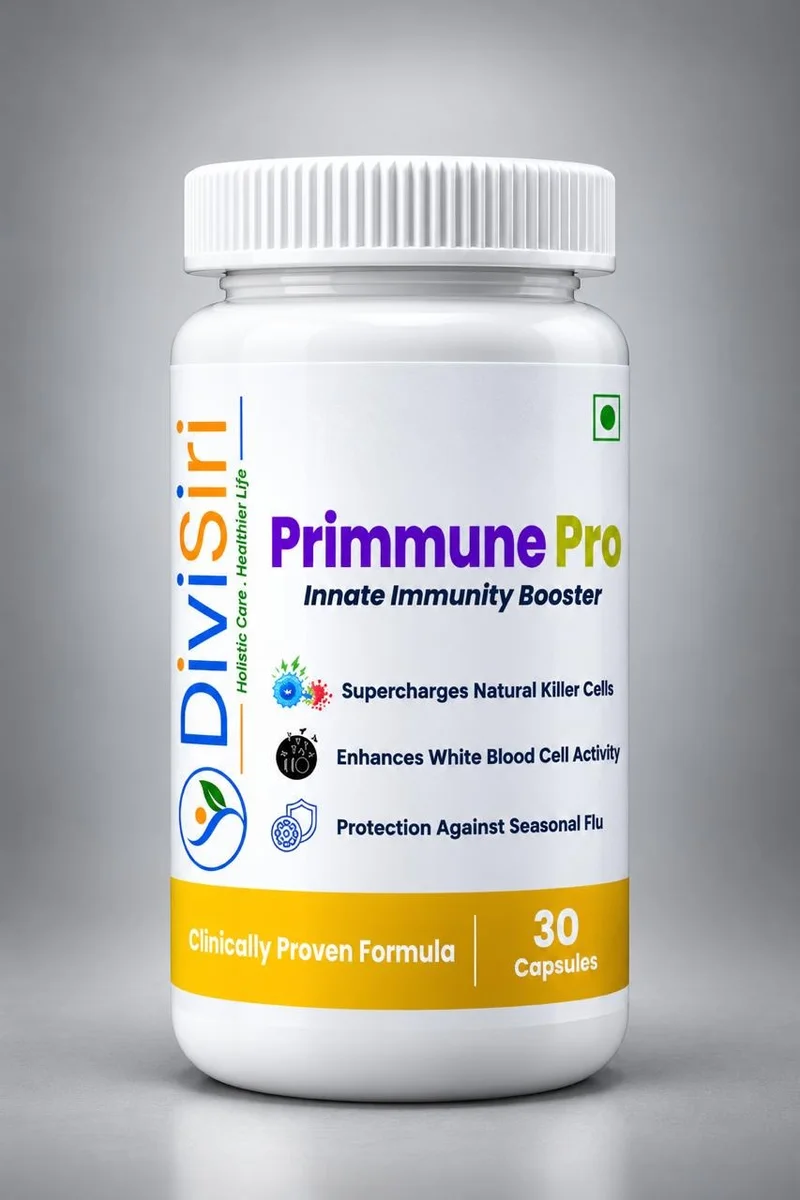 DiviSiri
Holistic Care . Healthier Life
Primmune Pro
Innate Immunity Booster
Supercharges Natural Killer Cells
Enhances White Blood Cell Activity
Protection Against Seasonal Flu
Clinically Proven Formula
30
Capsules